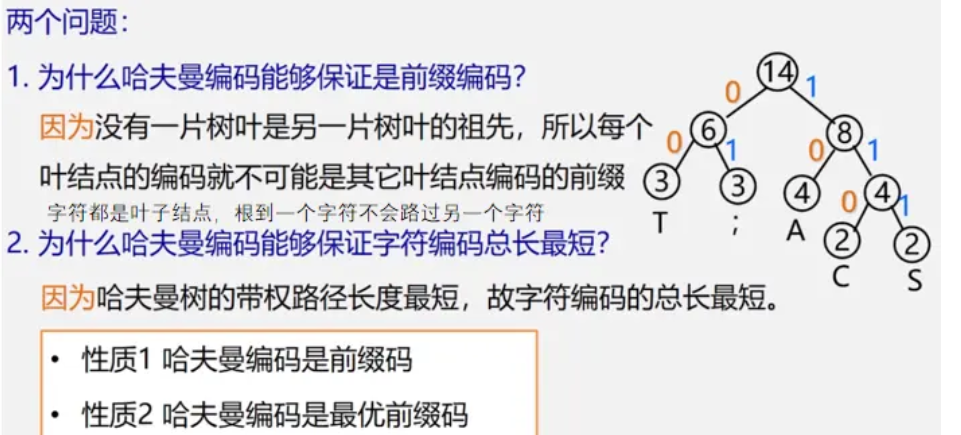 两个问题：
1. 为什么哈夫曼编码能够保证是前缀编码？
因为没有一片树叶是另一片树叶的祖先，所以每个
叶结点的编码就不可能是其它叶结点编码的前缀
字符都是叶子结点，根到一个字符不会路过另一个字符
2. 为什么哈夫曼编码能够保证字符编码总长最短？
因为哈夫曼树的带权路径长度最短，故字符编码的总长最短。
• 性质1 哈夫曼编码是前缀码
• 性质2 哈夫曼编码是最优前缀码
14
0 1
6 8
0 1 0 1
3 3 4 4
T ; A 0 1
2 2
C S